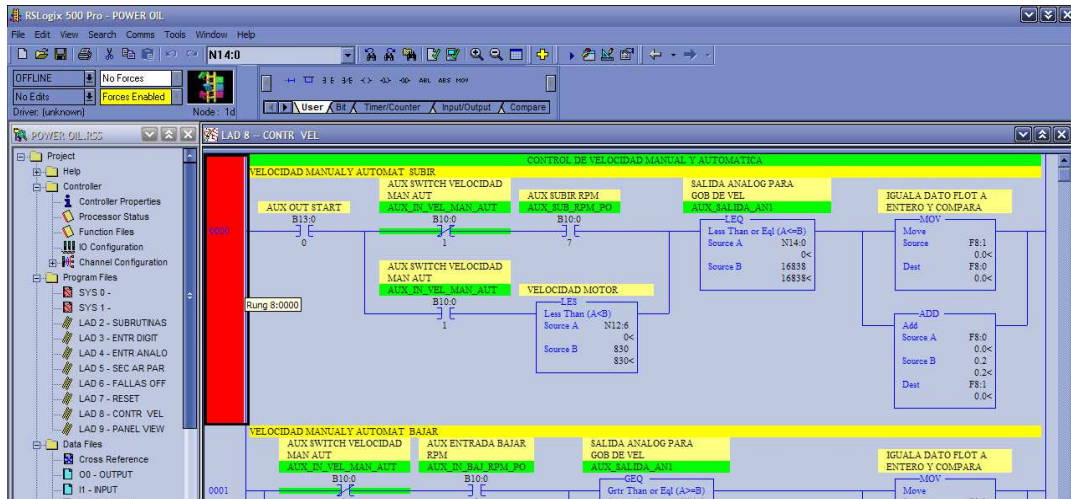 RSLogix 500 Pro - POWER OIL
File Edit View Search Comms Tools Window Help
N14:0
OFFLINE No Forces
No Edits Forces Enabled
Driver: (unknown) Node : 1d
ABL ABS MOV
User Bit Timer/Counter Input/Output Compare
POWER OIL.RSS
Project
Help
Controller
Controller Properties
Processor Status
Function Files
IO Configuration
Channel Configuration
Program Files
SYS 0 -
SYS 1 -
LAD 2 - SUBRUTINAS
LAD 3 - ENTR DIGIT
LAD 4 - ENTR ANALO
LAD 5 - SEC AR PAR
LAD 6 - FALLAS OFF
LAD 7 - RESET
LAD 8 - CONTR VEL
LAD 9 - PANEL VIEW
Data Files
Cross Reference
O0 - OUTPUT
I1 - INPUT
LAD 8 -- CONTR VEL
CONTROL DE VELOCIDAD MANUAL Y AUTOMATICA
VELOCIDAD MANUALY AUTOMAT SUBIR
0000
Rung 8:0000
AUX OUT START
B13:0
0
AUX SWITCH VELOCIDAD
MAN AUT
AUX_IN_VEL_MAN_AUT
B10:0
1
AUX SUBIR RPM
AUX_SUB_RPM_PO
B10:0
7
SALIDA ANALOG PARA
GOB DE VEL
AUX_SALIDA_AN1
LEQ
Less Than or Eql (A<=B)
Source A N14:0
0<
Source B 16838
16838<
IGUALA DATO FLOT A
ENTERO Y COMPARA
MOV
Move
Source F8:1
0.0<
Dest F8:0
0.0<
AUX SWITCH VELOCIDAD
MAN AUT
AUX_IN_VEL_MAN_AUT
B10:0
1
VELOCIDAD MOTOR
LES
Less Than (A<B)
Source A N12:6
0<
Source B 830
830<
ADD
Add
Source A F8:0
0.0<
Source B 0.2
0.2<
Dest F8:1
0.0<
VELOCIDAD MANUALY AUTOMAT BAJAR
0001
AUX SWITCH VELOCIDAD
MAN AUT
AUX_IN_VEL_MAN_AUT
B10:0
AUX ENTRADA BAJAR
RPM
AUX_IN_BAJ_RPM_PO
B10:0
SALIDA ANALOG PARA
GOB DE VEL
AUX_SALIDA_AN1
GEQ
Grtr Than or Eql (A>=B)
IGUALA DATO FLOT A
ENTERO Y COMPARA
MOV
Move